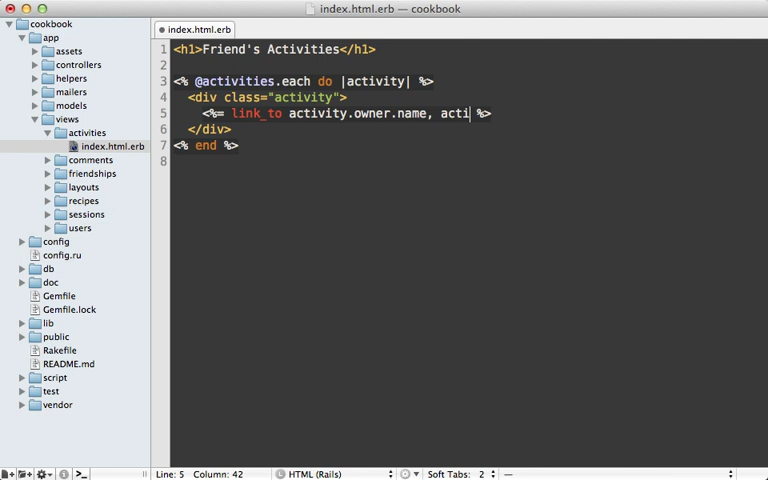 index.html.erb — cookbook
cookbook
app
assets
controllers
helpers
mailers
models
views
activities
index.html.erb
comments
friendships
layouts
recipes
sessions
users
config
config.ru
db
doc
Gemfile
Gemfile.lock
lib
public
Rakefile
README.md
script
test
vendor
index.html.erb
1 <h1>Friend's Activities</h1>
2
3 <% @activities.each do |activity| %>
4 <div class="activity">
5 <%= link_to activity.owner.name, acti %>
6 </div>
7 <% end %>
8
Line: 5 Column: 42 HTML (Rails) Soft Tabs: 2 —